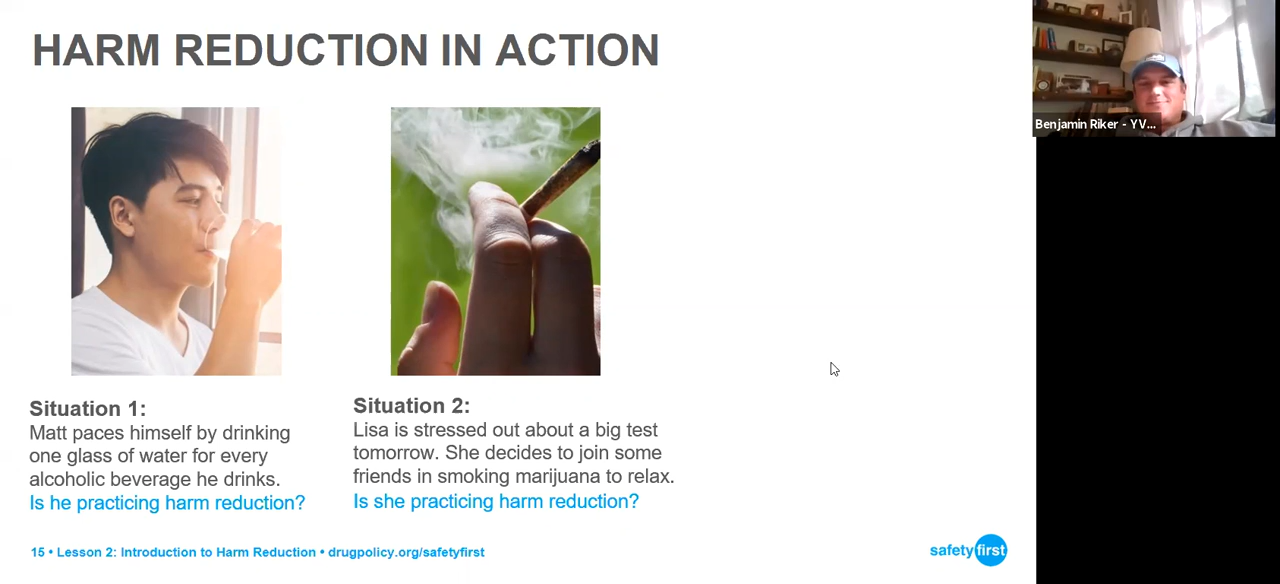 HARM REDUCTION IN ACTION
Benjamin Riker - YV...
Situation 1:
Matt paces himself by drinking
one glass of water for every
alcoholic beverage he drinks.
Is he practicing harm reduction?
Situation 2:
Lisa is stressed out about a big test
tomorrow. She decides to join some
friends in smoking marijuana to relax.
Is she practicing harm reduction?
15 • Lesson 2: Introduction to Harm Reduction • drugpolicy.org/safetyfirst
safetyfirst